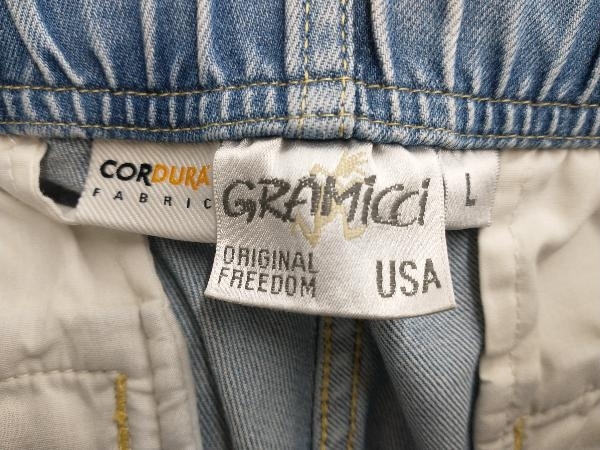 CORDURA
FABRIC
GRAMiCCi
ORIGINAL
FREEDOM
USA
L